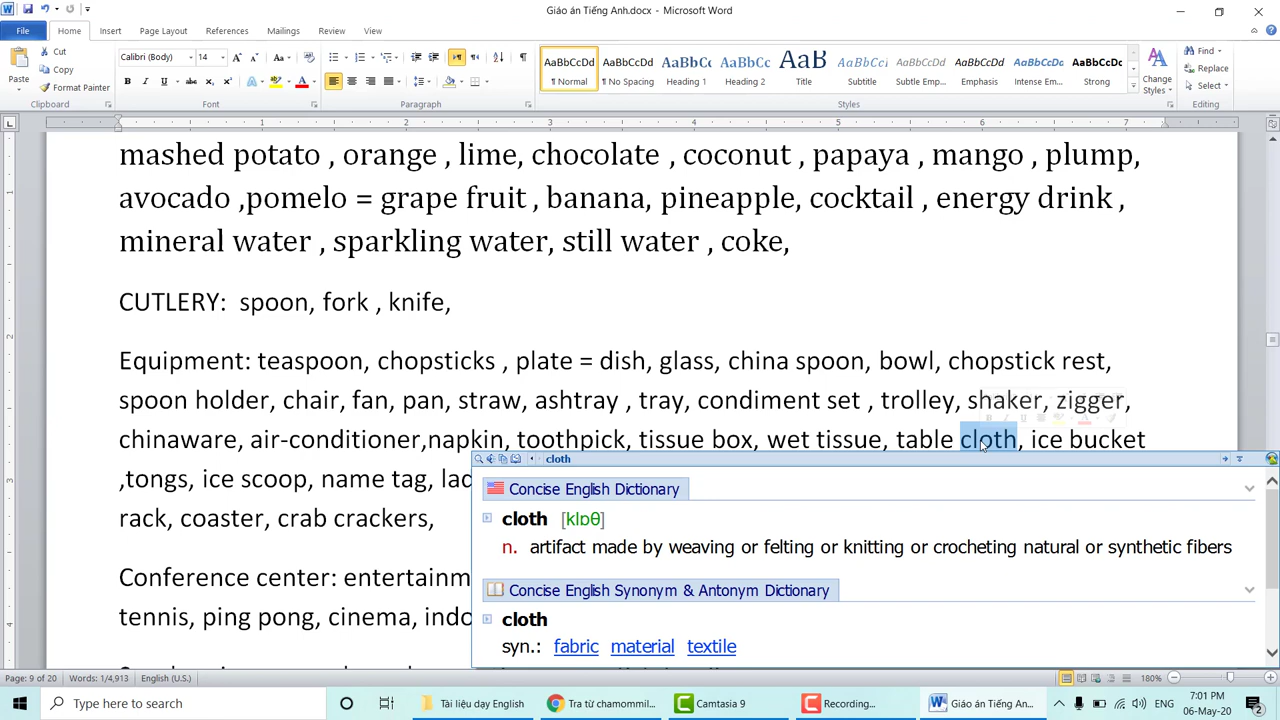 Giáo án Tiếng Anh.docx - Microsoft Word
File Home Insert Page Layout References Mailings Review View
Paste
Cut
Copy
Format Painter
Clipboard
Calibri (Body) 14
Font
Paragraph
AaBbCcDd AaBbCcDd AaBbCc AaBbCc AaB AaBbCcL AaBbCcDd AaBbCcDd AaBbCcDd AaBbCcDd
¶ Normal ¶ No Spacing Heading 1 Heading 2 Title Subtitle Subtle Emp... Emphasis Intense Em... Strong
Styles
Change Styles
Find
Replace
Select
Editing
mashed potato , orange , lime, chocolate , coconut , papaya , mango , plump,
avocado ,pomelo = grape fruit , banana, pineapple, cocktail , energy drink ,
mineral water , sparkling water, still water , coke,
CUTLERY:  spoon, fork , knife,
Equipment: teaspoon, chopsticks , plate = dish, glass, china spoon, bowl, chopstick rest,
spoon holder, chair, fan, pan, straw, ashtray , tray, condiment set , trolley, shaker, zigger,
chinaware, air-conditioner,napkin, toothpick, tissue box, wet tissue, table cloth, ice bucket
,tongs, ice scoop, name tag, lad
rack, coaster, crab crackers,
Conference center: entertainm
tennis, ping pong, cinema, indo
cloth
Concise English Dictionary
cloth [klɒθ]
n. artifact made by weaving or felting or knitting or crocheting natural or synthetic fibers
Concise English Synonym & Antonym Dictionary
cloth
syn.: fabric material textile
Page: 9 of 20 Words: 1/4,913 English (U.S.) 180%
Type here to search
Tài liệu dạy English
Tra từ chamommil...
Camtasia 9
Recording...
Giáo án Tiếng Anh...
7:01 PM
06-May-20
2